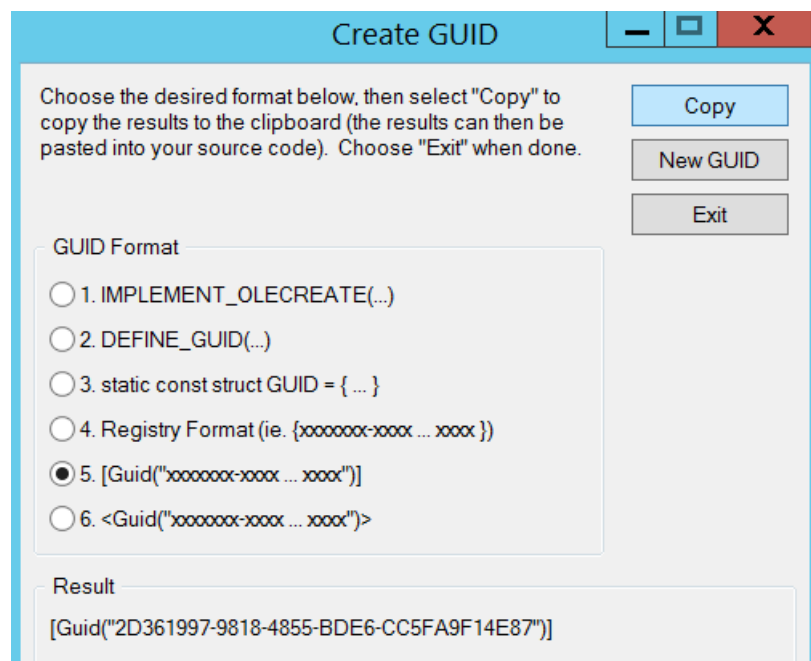 Create GUID
Choose the desired format below, then select "Copy" to
copy the results to the clipboard (the results can then be
pasted into your source code).  Choose "Exit" when done.
Copy
New GUID
Exit
GUID Format
1. IMPLEMENT_OLECREATE(...)
2. DEFINE_GUID(...)
3. static const struct GUID = { ... }
4. Registry Format (ie. {xxxxxxx-xxxx ... xxxx })
5. [Guid("xxxxxxx-xxxx ... xxxx")]
6. <Guid("xxxxxxx-xxxx ... xxxx")>
Result
[Guid("2D361997-9818-4855-BDE6-CC5FA9F14E87")]